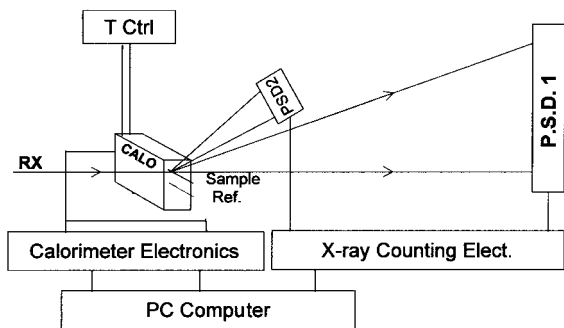 T Ctrl
PSD2
P.S.D. 1
CALO
RX
Sample
Ref.
Calorimeter Electronics
X-ray Counting Elect.
PC Computer